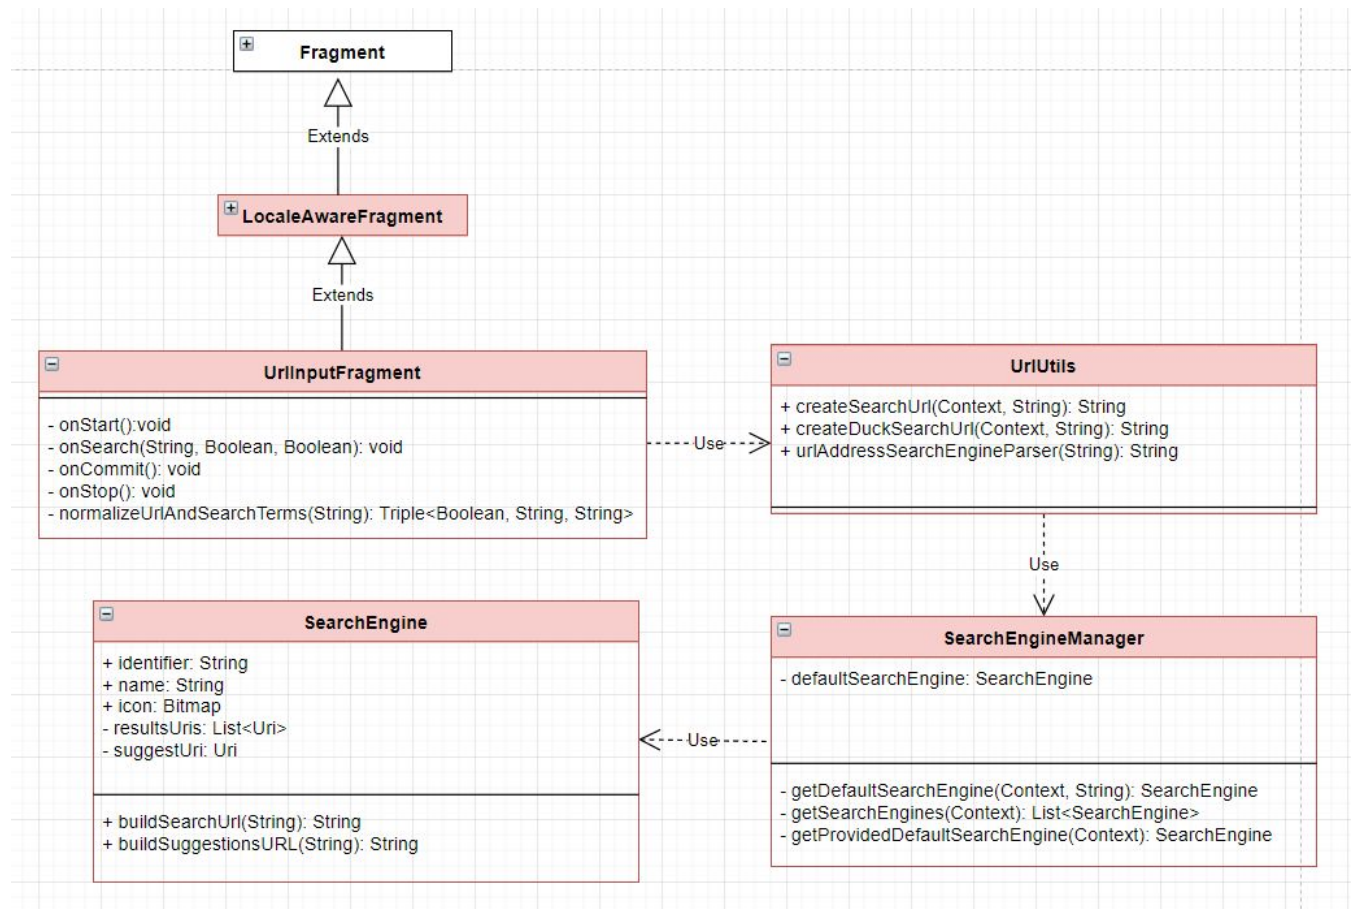 Fragment
Extends
LocaleAwareFragment
Extends
UrlInputFragment
- onStart():void
- onSearch(String, Boolean, Boolean): void
- onCommit(): void
- onStop(): void
- normalizeUrlAndSearchTerms(String): Triple<Boolean, String, String>
Use
UrlUtils
+ createSearchUrl(Context, String): String
+ createDuckSearchUrl(Context, String): String
+ urlAddressSearchEngineParser(String): String
Use
SearchEngine
+ identifier: String
+ name: String
+ icon: Bitmap
- resultsUris: List<Uri>
- suggestUri: Uri
+ buildSearchUrl(String): String
+ buildSuggestionsURL(String): String
Use
SearchEngineManager
- defaultSearchEngine: SearchEngine
- getDefaultSearchEngine(Context, String): SearchEngine
- getSearchEngines(Context): List<SearchEngine>
- getProvidedDefaultSearchEngine(Context): SearchEngine